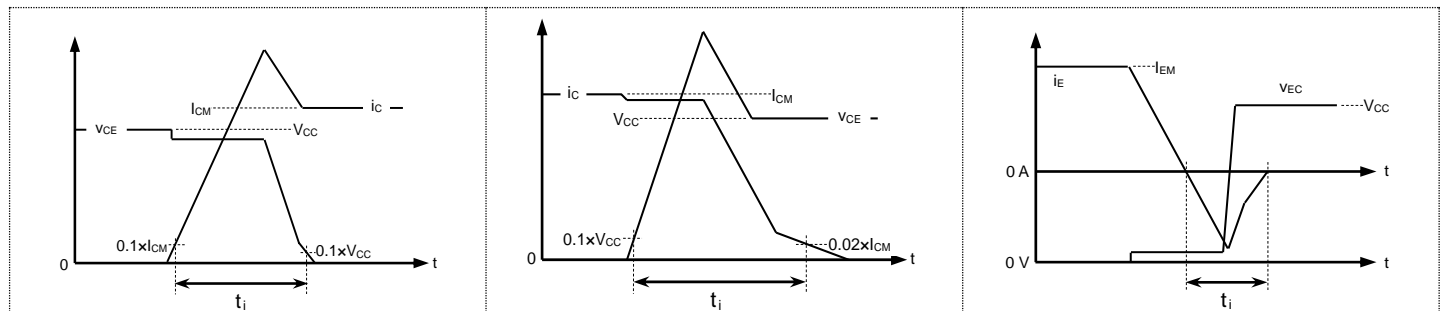 I_CM
i_C
v_CE
V_CC
0.1×I_CM
0.1×V_CC
0
t
t_i
i_C
I_CM
V_CC
v_CE
0.1×V_CC
0.02×I_CM
0
t
t_i
i_E
I_EM
v_EC
V_CC
0 A
t
0 V
t
t_i